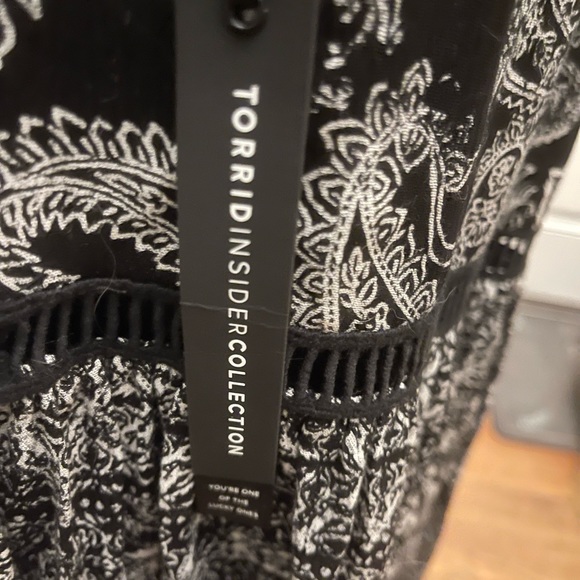 TORRIDINSIDERCOLLECTION
YOU'RE ONE
OF THE
LUCKY ONES